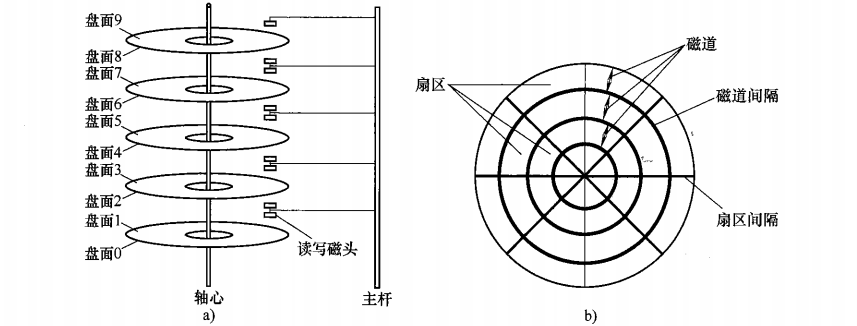 盘面9
盘面8
盘面7
盘面6
盘面5
盘面4
盘面3
盘面2
盘面1
盘面0
读写磁头
轴心
主杆
a)
磁道
扇区
磁道间隔
扇区间隔
b)